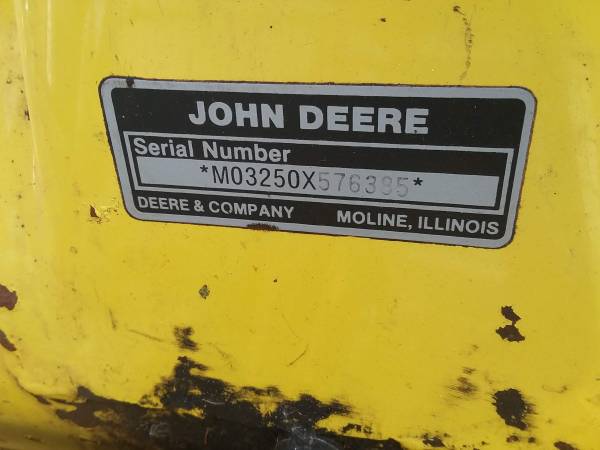 JOHN DEERE
Serial Number
*M03250X576395*
DEERE & COMPANY MOLINE, ILLINOIS